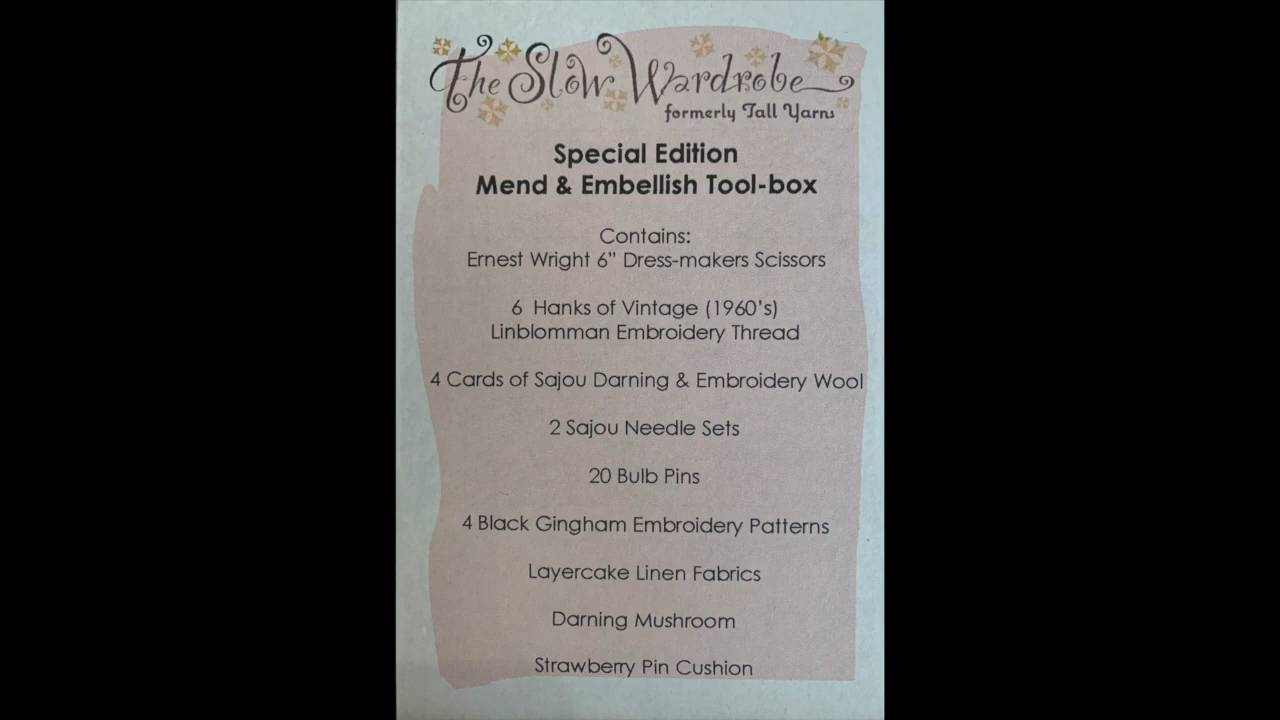 The Slow Wardrobe
formerly Tall Yarns
Special Edition
Mend & Embellish Tool-box
Contains:
Ernest Wright 6” Dress-makers Scissors
6 Hanks of Vintage (1960’s)
Linblomman Embroidery Thread
4 Cards of Sajou Darning & Embroidery Wool
2 Sajou Needle Sets
20 Bulb Pins
4 Black Gingham Embroidery Patterns
Layercake Linen Fabrics
Darning Mushroom
Strawberry Pin Cushion